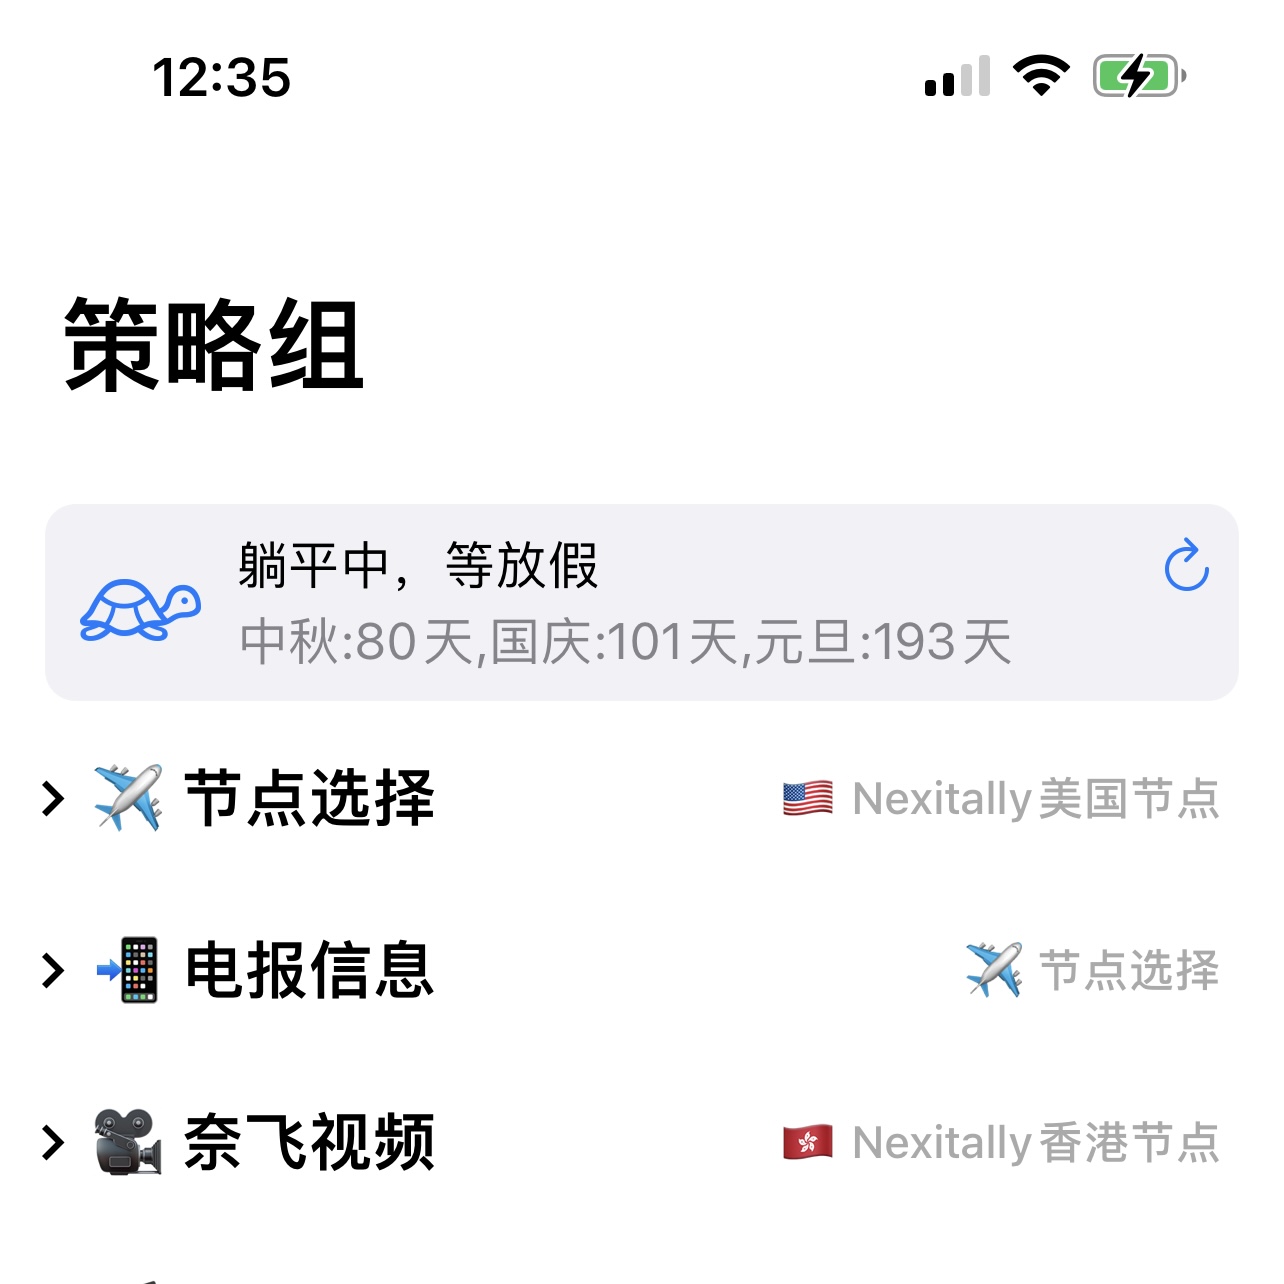 12:35
策略组
躺平中，等放假
中秋:80天,国庆:101天,元旦:193天
节点选择 Nexitally美国节点
电报信息 节点选择
奈飞视频 Nexitally香港节点